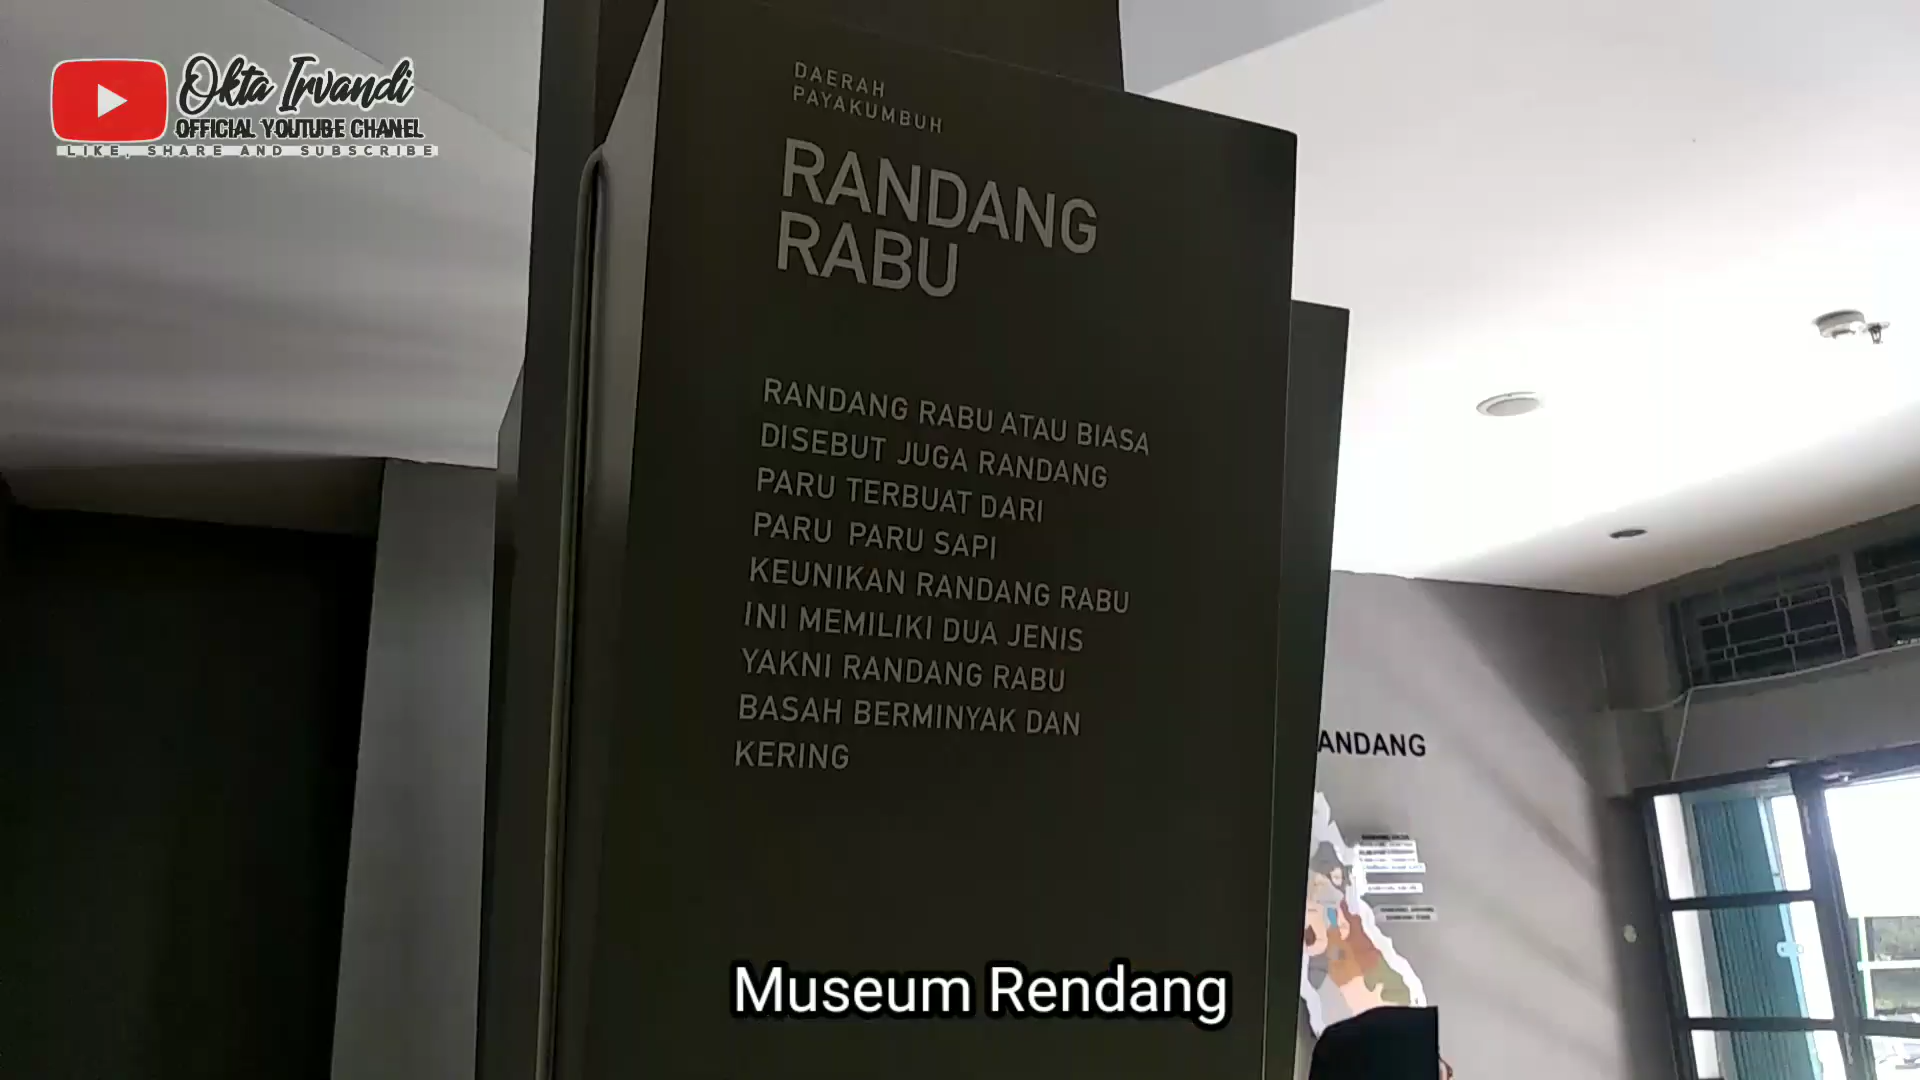 Okta Irvandi
OFFICIAL YOUTUBE CHANEL
LIKE, SHARE AND SUBSCRIBE
DAERAH
PAYAKUMBUH
RANDANG
RABU
RANDANG RABU ATAU BIASA
DISEBUT JUGA RANDANG
PARU TERBUAT DARI
PARU PARU SAPI
KEUNIKAN RANDANG RABU
INI MEMILIKI DUA JENIS
YAKNI RANDANG RABU
BASAH BERMINYAK DAN
KERING
ANDANG
Museum Rendang